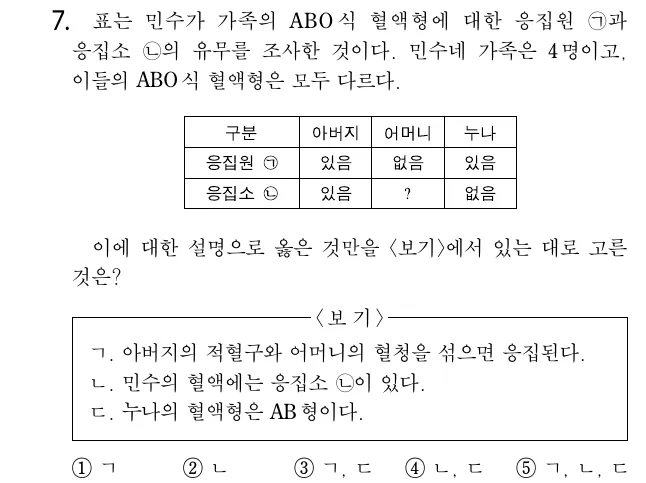 7. 표는 민수가 가족의 ABO식 혈액형에 대한 응집원 ㉠과
응집소 ㉡의 유무를 조사한 것이다. 민수네 가족은 4명이고,
이들의 ABO식 혈액형은 모두 다르다.
구분 아버지 어머니 누나
응집원 ㉠ 있음 없음 있음
응집소 ㉡ 있음 ? 없음
이에 대한 설명으로 옳은 것만을 〈보기〉에서 있는 대로 고른
것은?
〈보 기〉
ㄱ. 아버지의 적혈구와 어머니의 혈청을 섞으면 응집된다.
ㄴ. 민수의 혈액에는 응집소 ㉡이 있다.
ㄷ. 누나의 혈액형은 AB형이다.
① ㄱ ② ㄴ ③ ㄱ, ㄷ ④ ㄴ, ㄷ ⑤ ㄱ, ㄴ, ㄷ